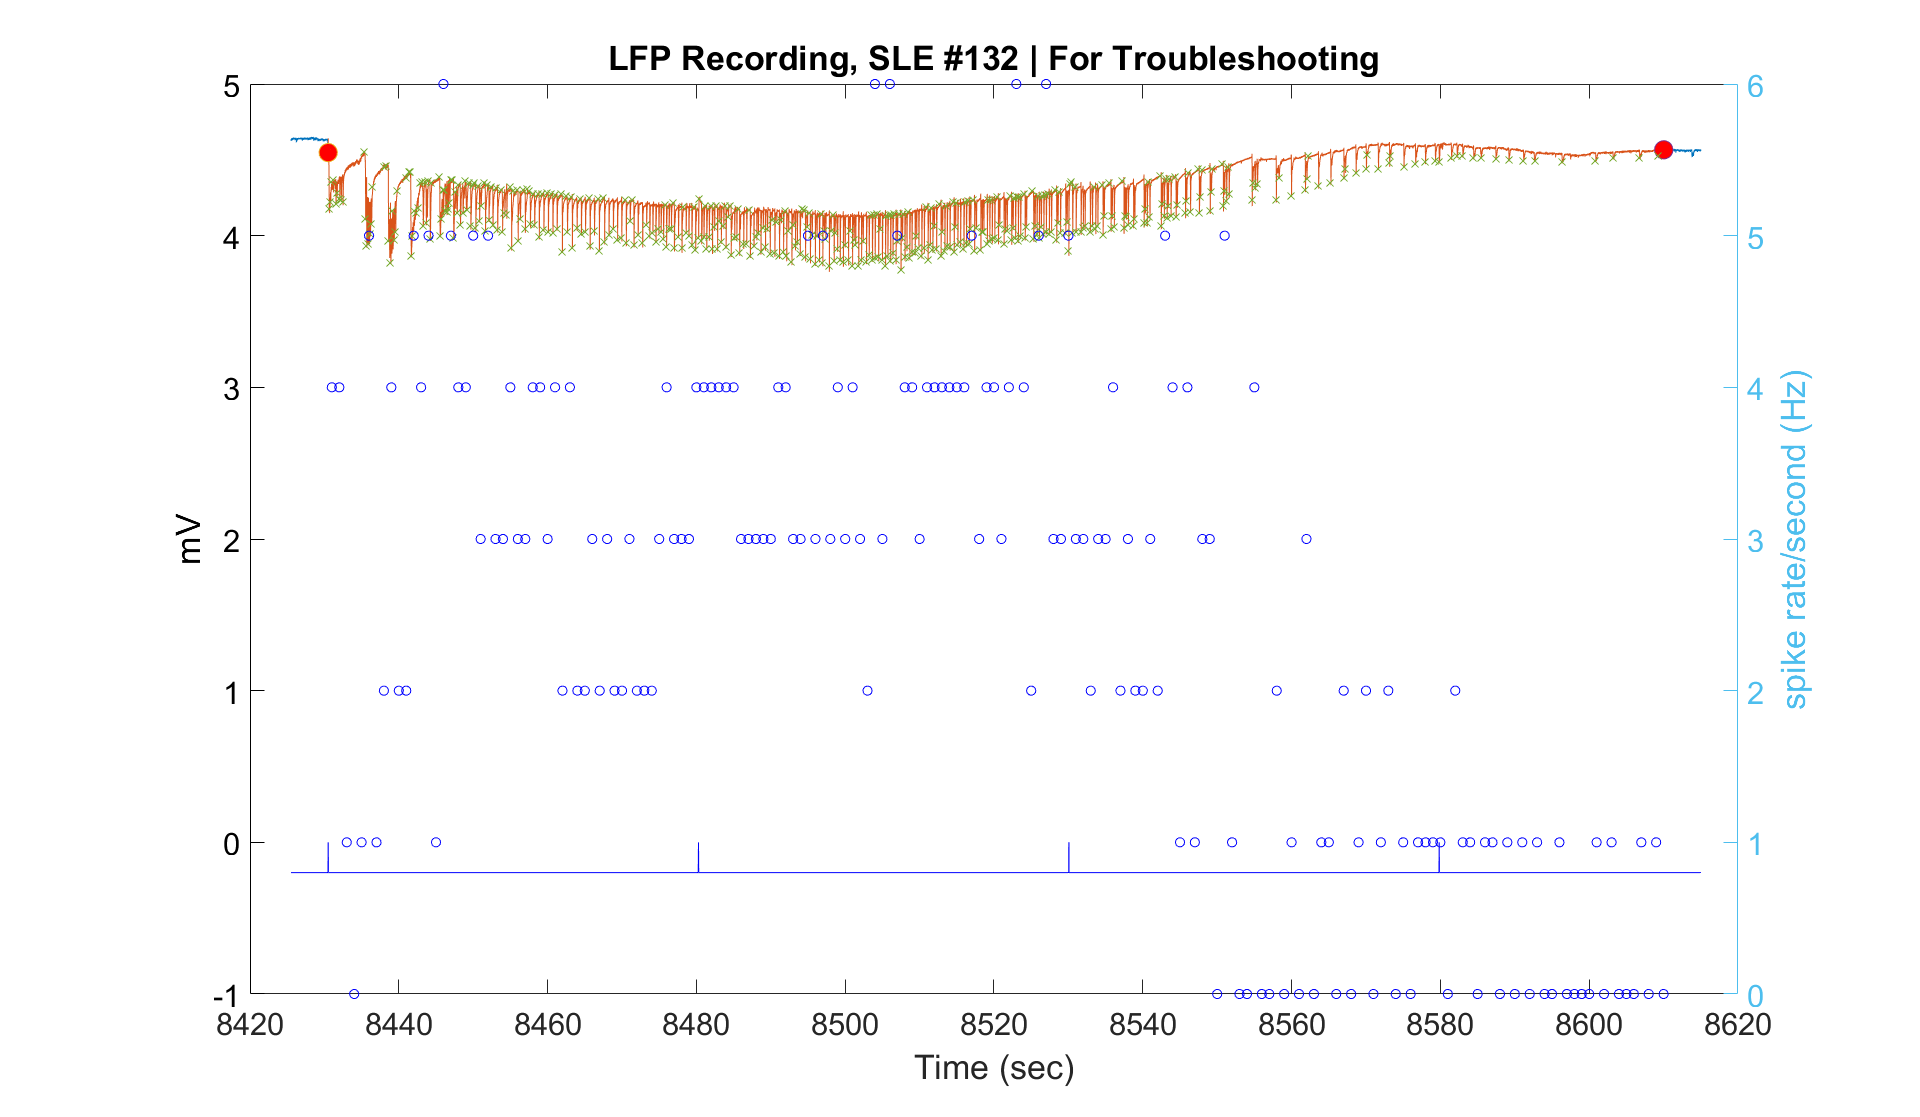 LFP Recording, SLE #132 | For Troubleshooting
5
4
3
2
1
0
-1
mV
6
5
4
3
2
1
0
spike rate/second (Hz)
8420 8440 8460 8480 8500 8520 8540 8560 8580 8600 8620
Time (sec)